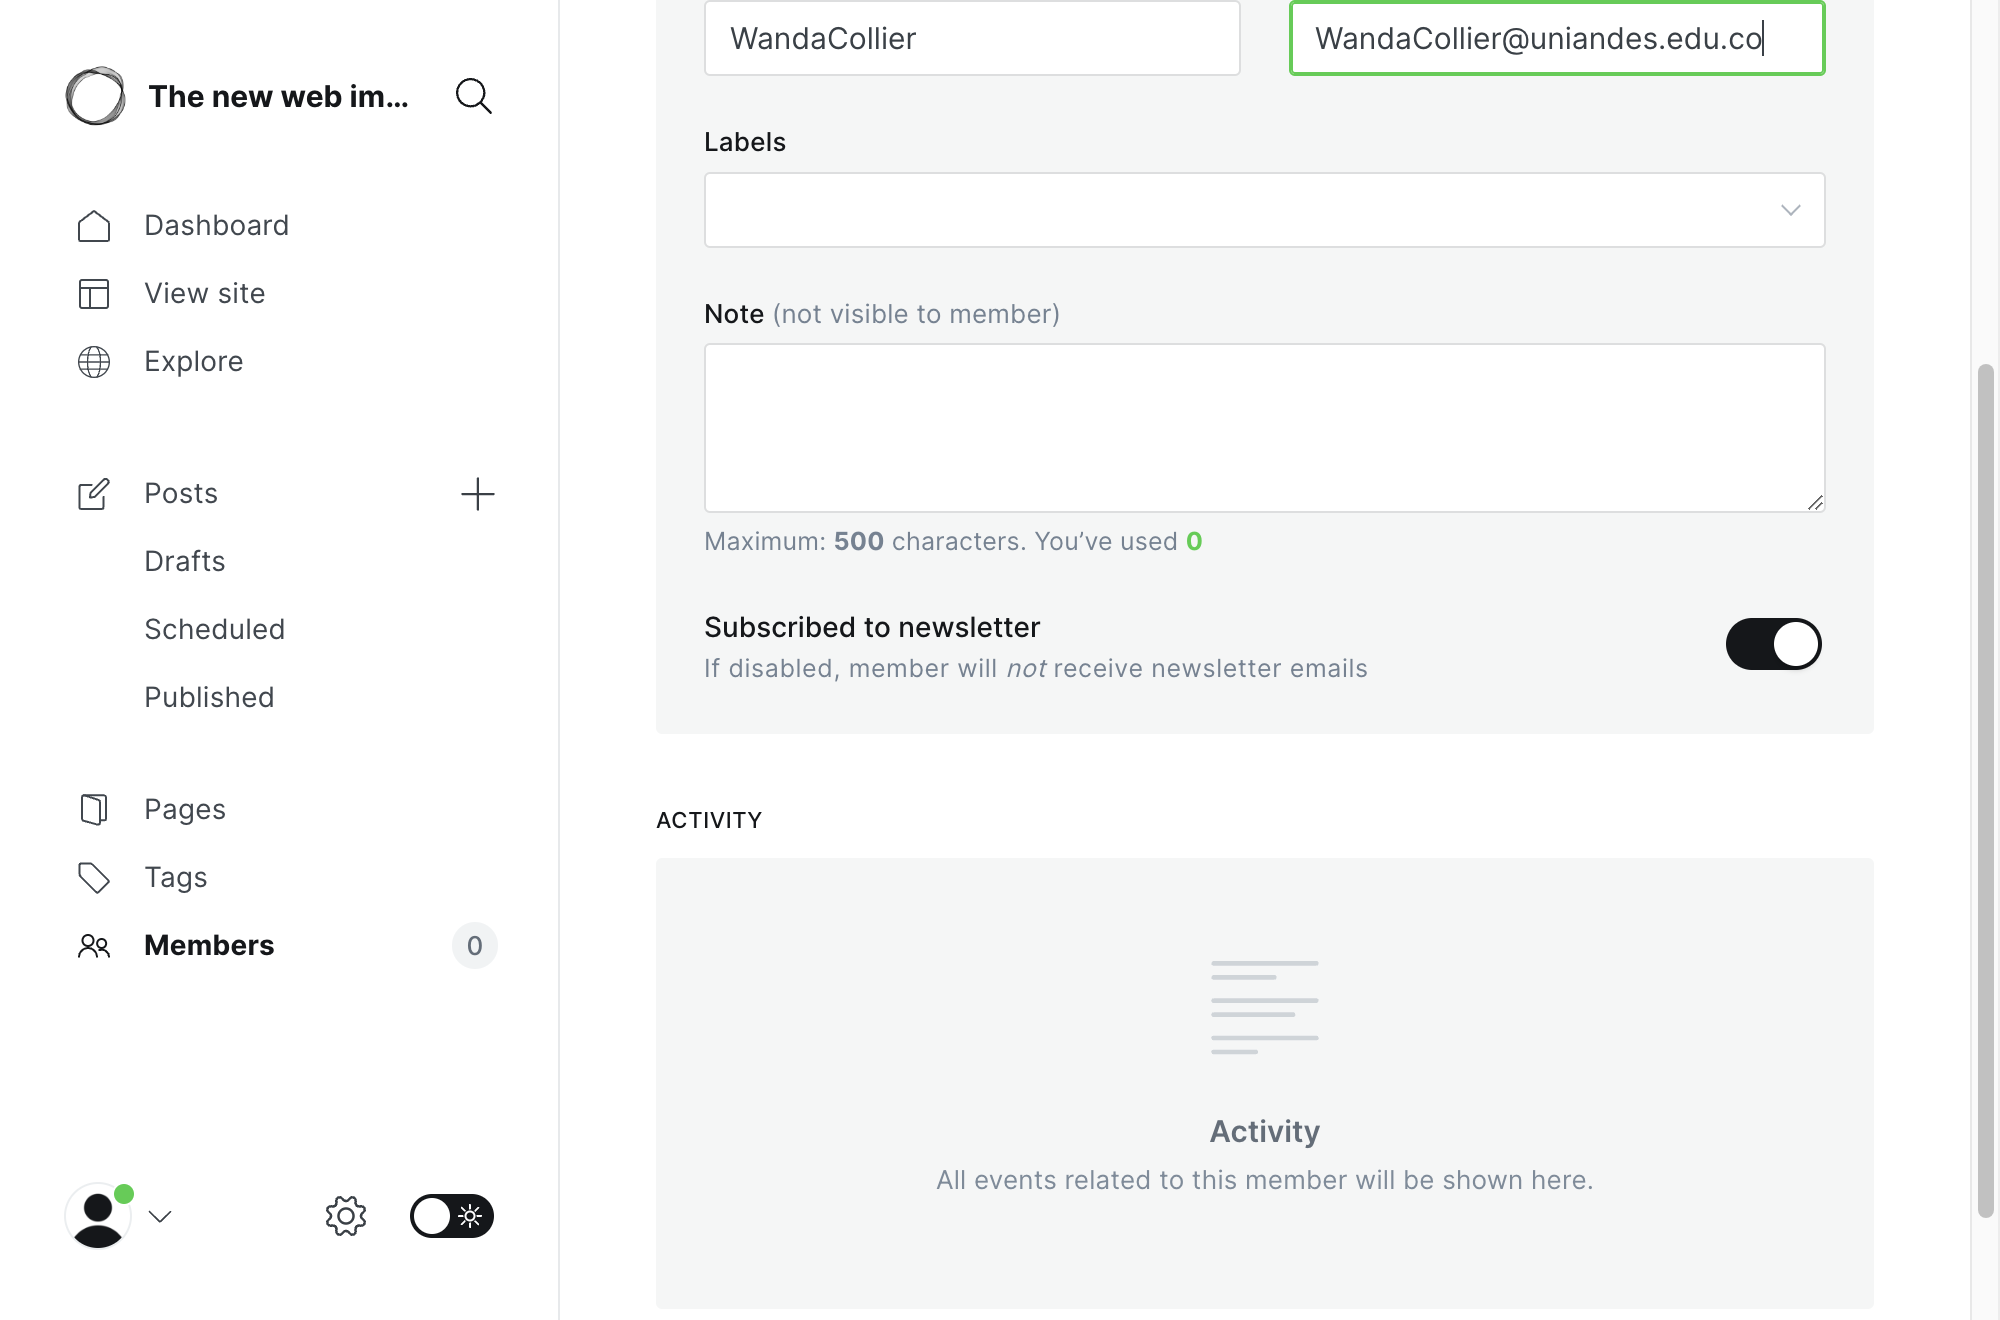 The new web im...
Dashboard
View site
Explore
Posts
Drafts
Scheduled
Published
Pages
Tags
Members 0
WandaCollier
WandaCollier@uniandes.edu.co
Labels
Note (not visible to member)
Maximum: 500 characters. You’ve used 0
Subscribed to newsletter
If disabled, member will not receive newsletter emails
ACTIVITY
Activity
All events related to this member will be shown here.